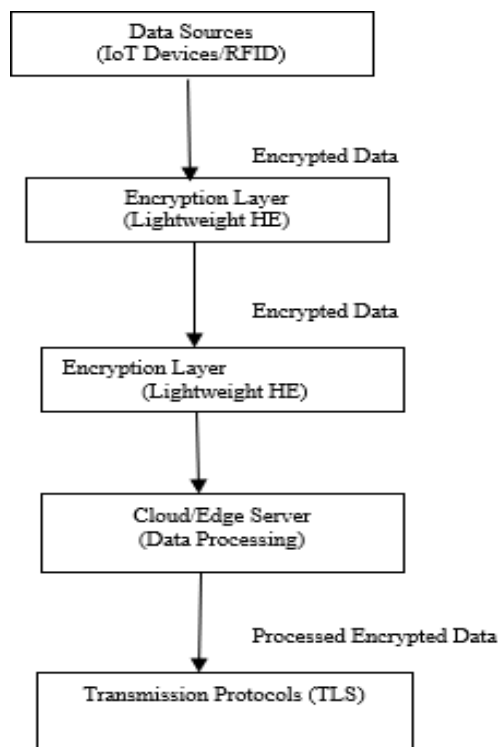 Data Sources
(IoT Devices/RFID)
Encrypted Data
Encryption Layer
(Lightweight HE)
Encrypted Data
Encryption Layer
(Lightweight HE)
Cloud/Edge Server
(Data Processing)
Processed Encrypted Data
Transmission Protocols (TLS)